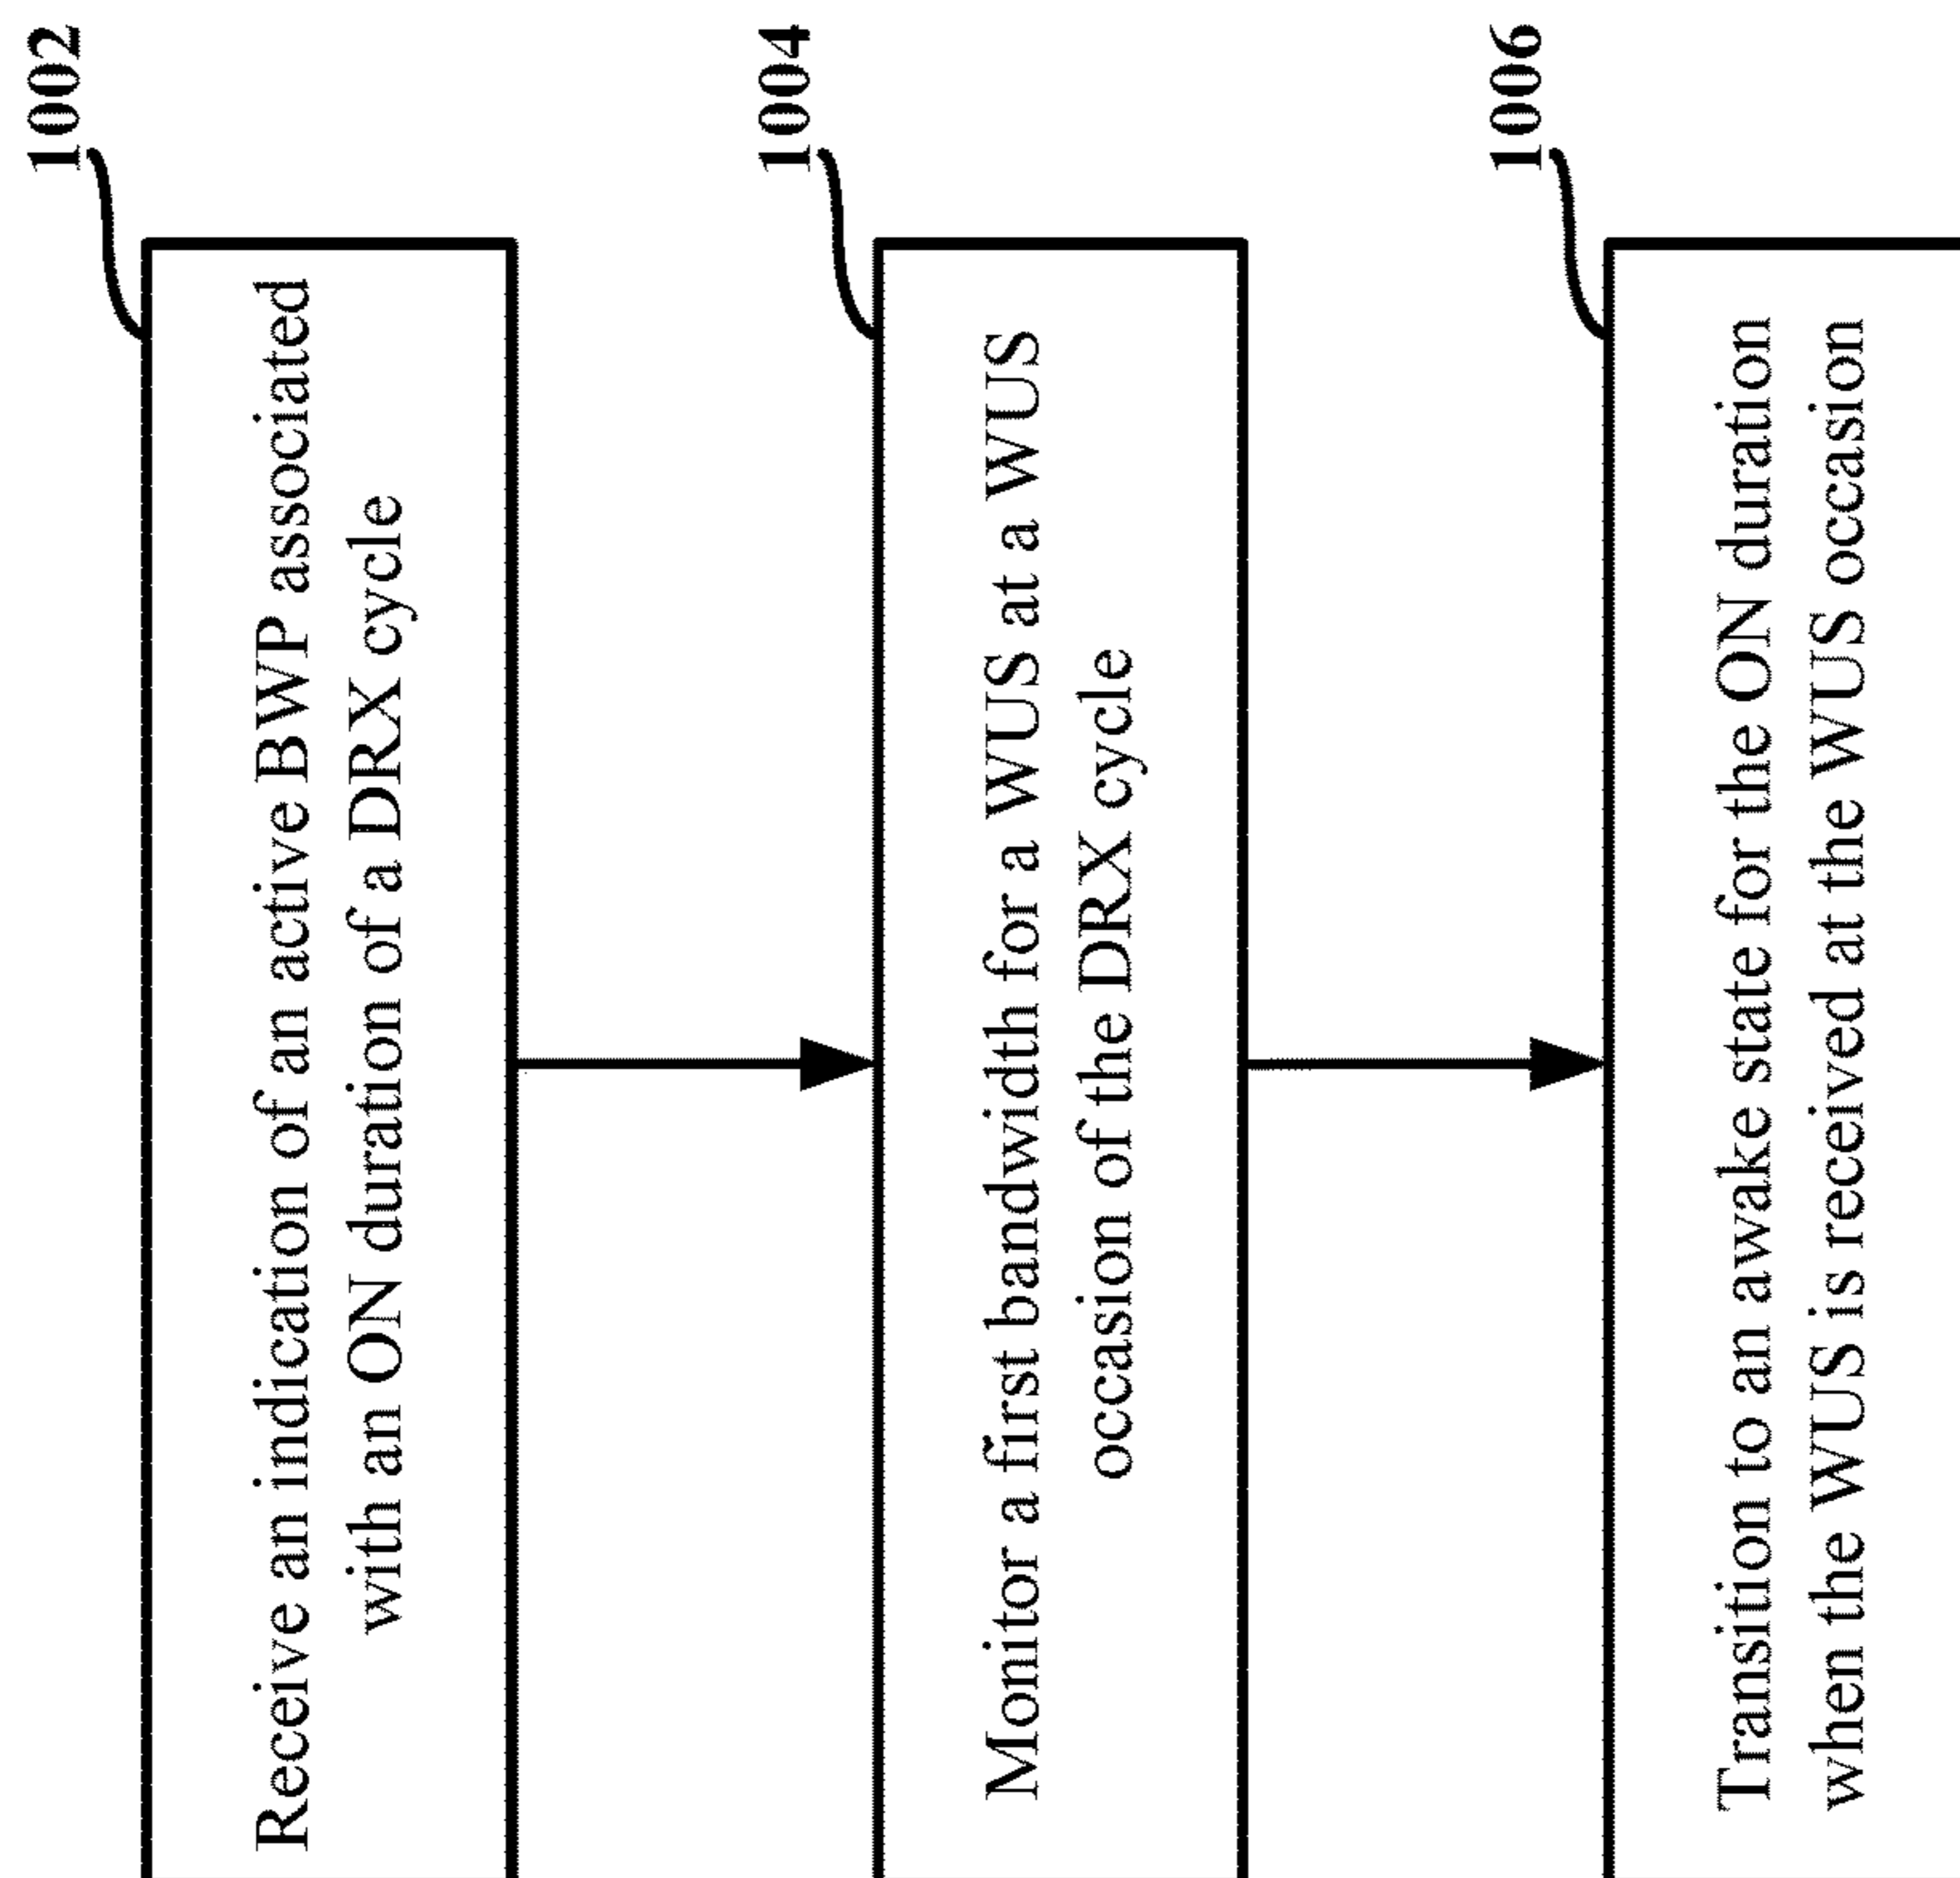 1002
Receive an indication of an active BWP associated
with an ON duration of a DRX cycle
1004
Monitor a first bandwidth for a WUS at a WUS
occasion of the DRX cycle
1006
Transition to an awake state for the ON duration
when the WUS is received at the WUS occasion